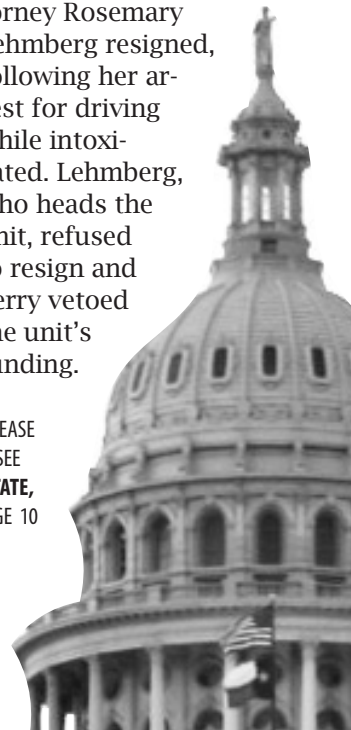 orney Rosemary
ehmberg resigned,
ollowing her ar-
est for driving
hile intoxi-
ated. Lehmberg,
ho heads the
nit, refused
o resign and
erry vetoed
he unit's
unding.
EASE
SEE
TATE,
GE 10